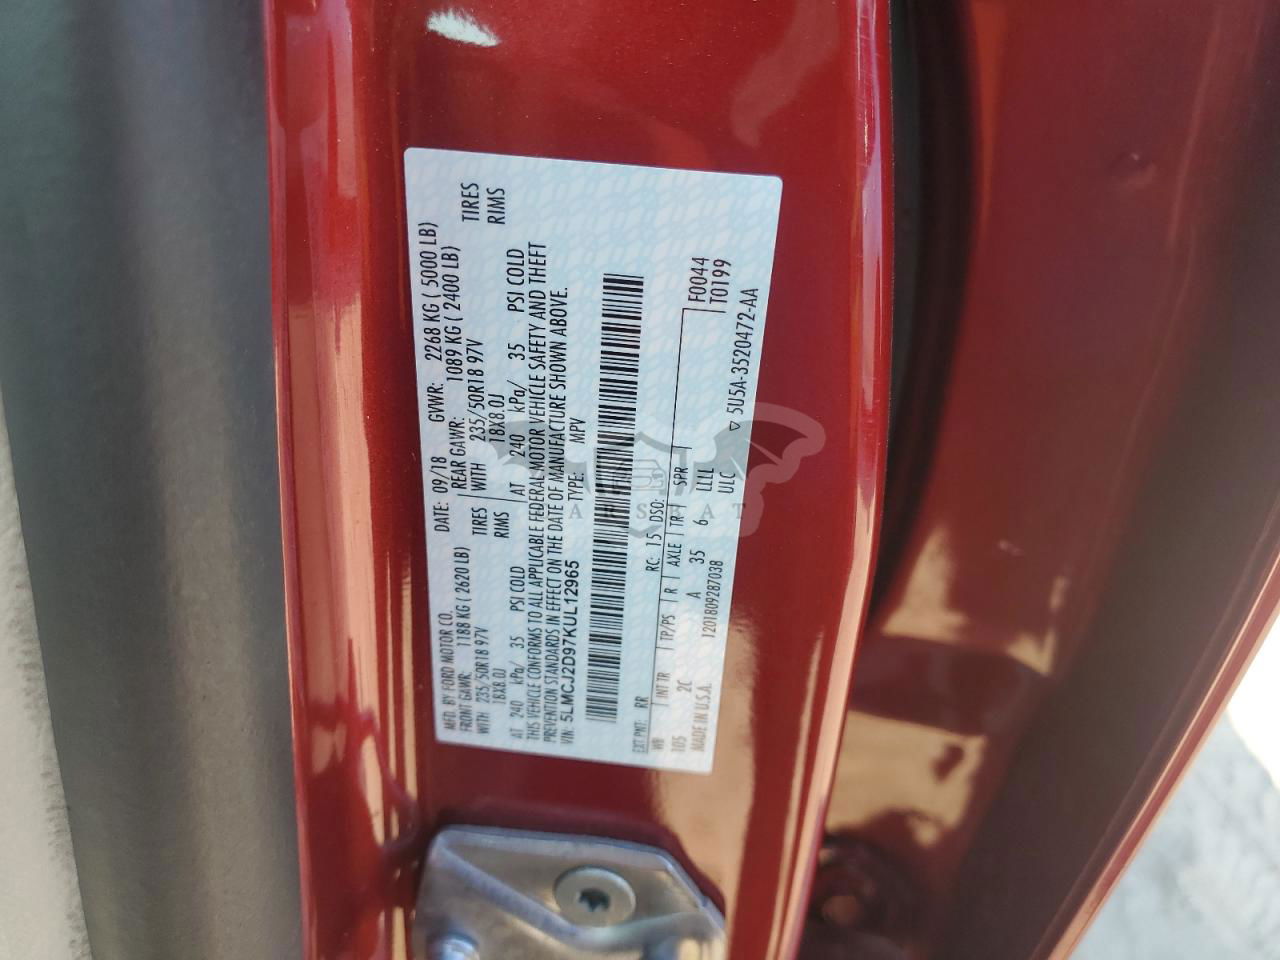 MFD. BY FORD MOTOR CO.
DATE: 09/18 GVWR: 2268 KG ( 5000 LB)
FRONT GAWR: 1188 KG ( 2620 LB) REAR GAWR: 1089 KG ( 2400 LB)
WITH 235/50R18 97V TIRES WITH 235/50R18 97V TIRES
18X8.0J RIMS 18X8.0J RIMS
AT 240 kPa/ 35 PSI COLD AT 240 kPa/ 35 PSI COLD
THIS VEHICLE CONFORMS TO ALL APPLICABLE FEDERAL MOTOR VEHICLE SAFETY AND THEFT
PREVENTION STANDARDS IN EFFECT ON THE DATE OF MANUFACTURE SHOWN ABOVE.
VIN: 5LMCJ2D97KUL12965 TYPE: MPV
EXT PNT: RR RC: 15 DSO:
WB INT TR TP/PS R AXLE TR SPR F0044
105 2C A 35 6 LLLL T0199
MADE IN U.S.A. 1201809287038 ULC ▽ 5U5A-3520472-AA